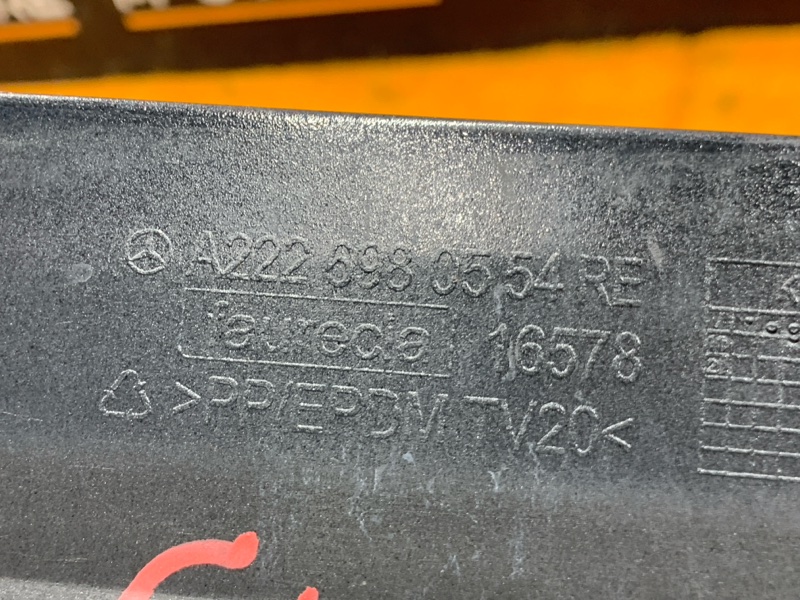 A222 698 05 54 RE
faurecia 16578
>PP/EPDM TV20<